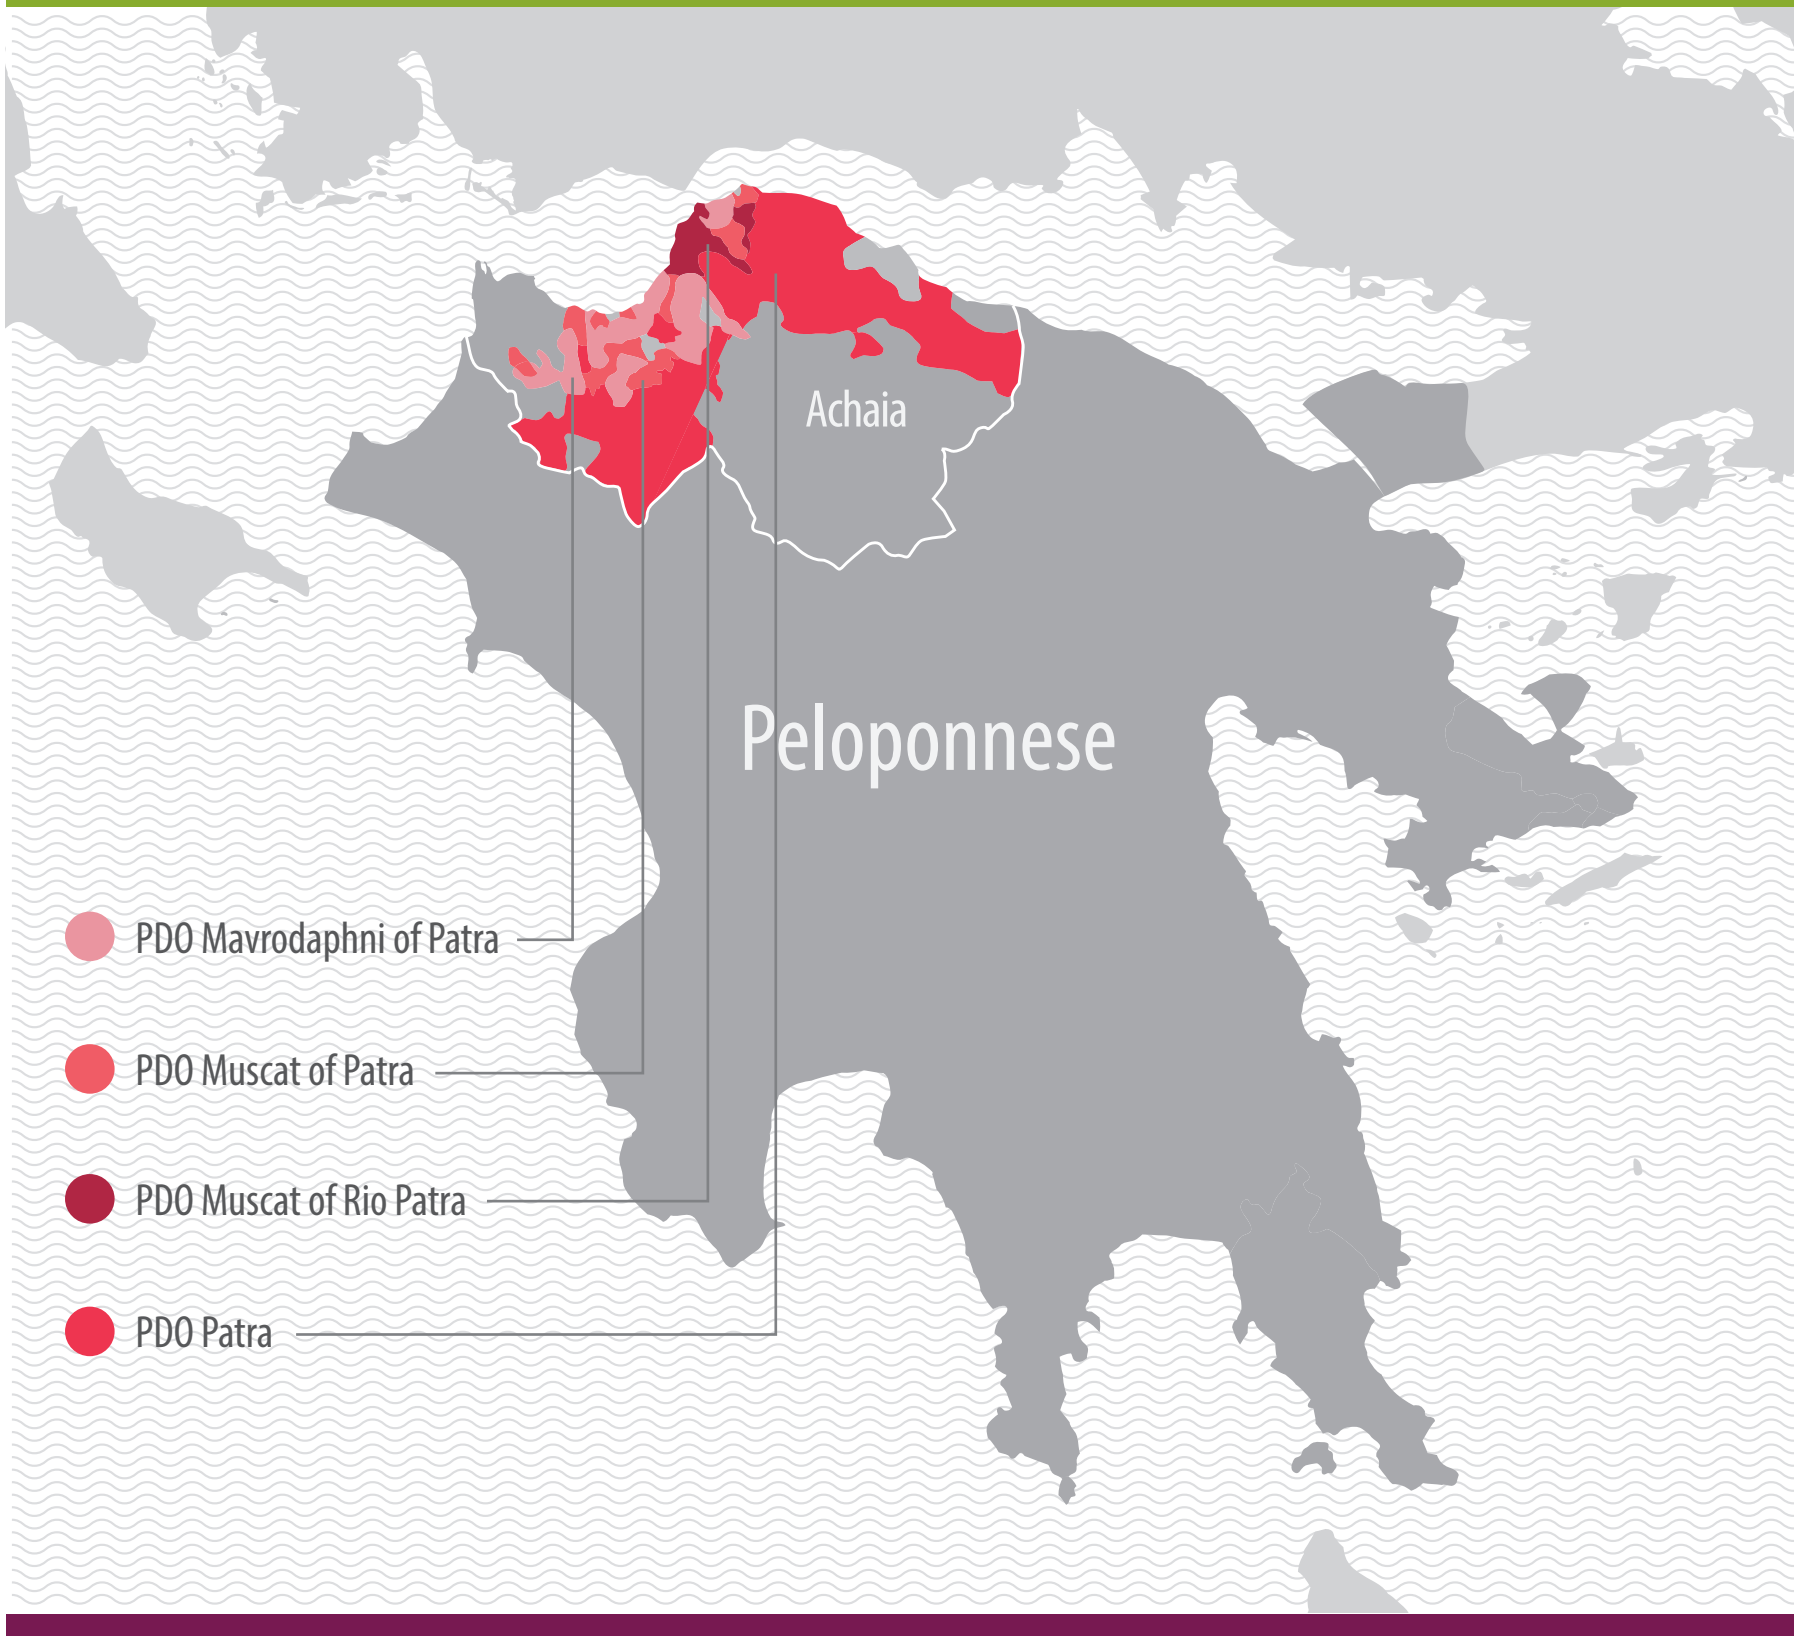 Achaia
Peloponnese
PDO Mavrodaphni of Patra
PDO Muscat of Patra
PDO Muscat of Rio Patra
PDO Patra